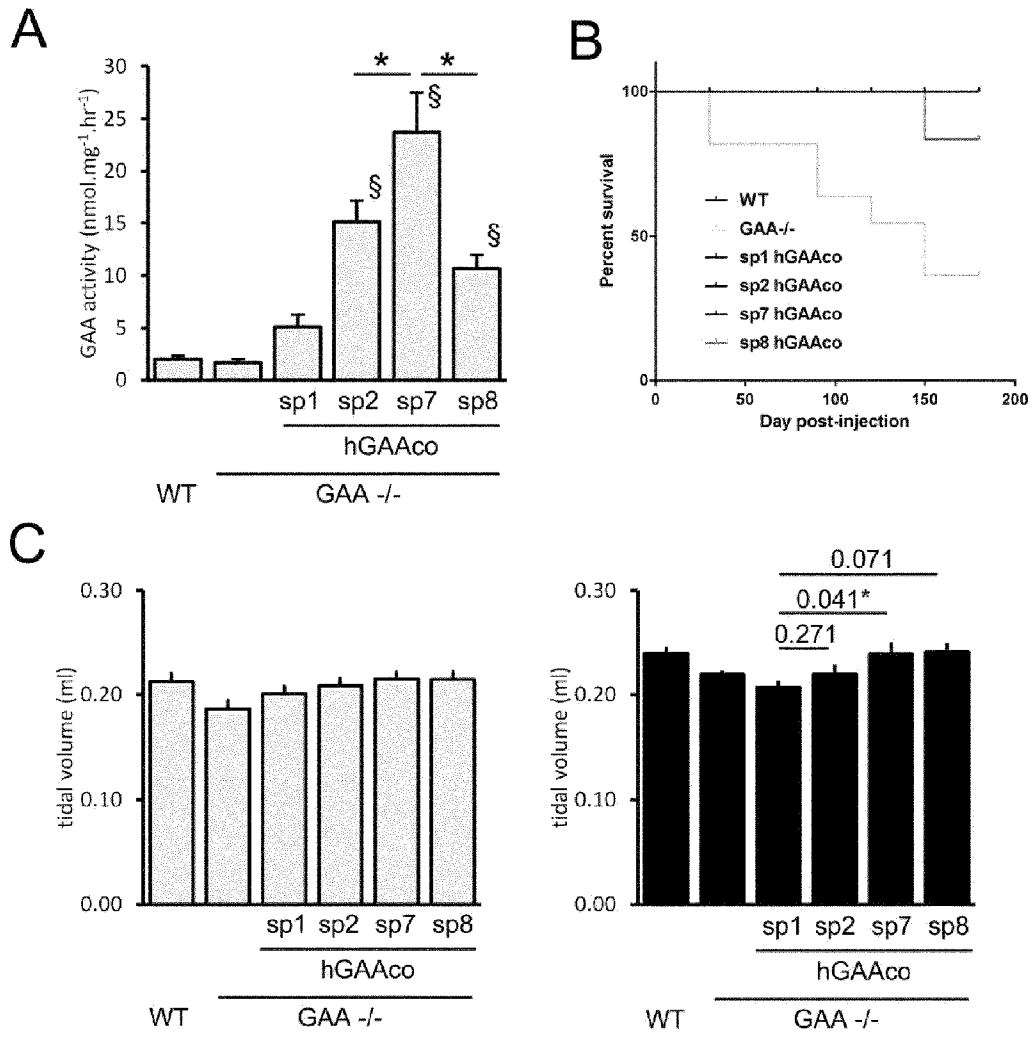 A
GAA activity (nmol.mg⁻¹.hr⁻¹)
30
25
20
15
10
5
0
* *
§ § §
sp1 sp2 sp7 sp8
hGAAco
WT GAA -/-
B
Percent survival
100
50
0
WT
GAA-/-
sp1 hGAAco
sp2 hGAAco
sp7 hGAAco
sp8 hGAAco
0 50 100 150 200
Day post-injection
C
tidal volume (ml)
0.30
0.20
0.10
0.00
sp1 sp2 sp7 sp8
hGAAco
WT GAA -/-
tidal volume (ml)
0.30
0.20
0.10
0.00
0.071
0.041*
0.271
sp1 sp2 sp7 sp8
hGAAco
WT GAA -/-